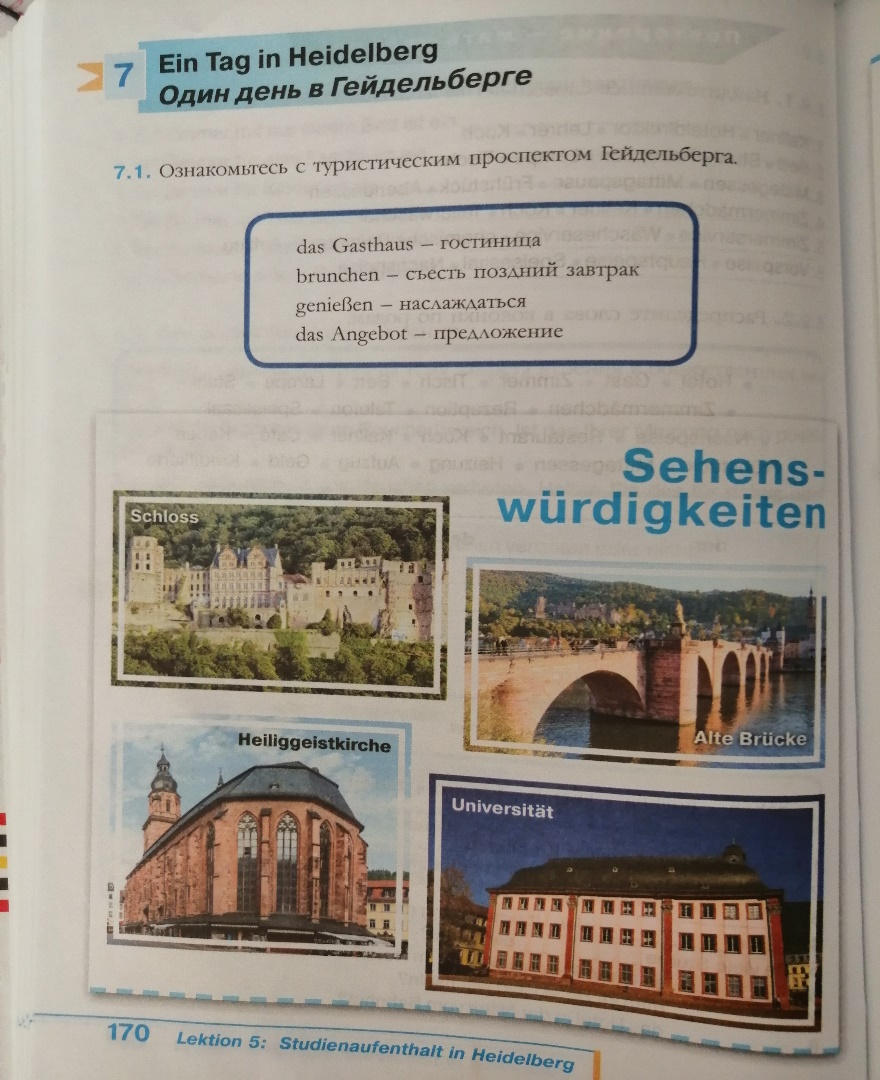 7
Ein Tag in Heidelberg
Один день в Гейдельберге
7.1. Ознакомьтесь с туристическим проспектом Гейдельберга.
das Gasthaus – гостиница
brunchen – съесть поздний завтрак
genießen – наслаждаться
das Angebot – предложение
Sehens-
würdigkeiten
Schloss
Alte Brücke
Heiliggeistkirche
Universität
170 Lektion 5: Studienaufenthalt in Heidelberg